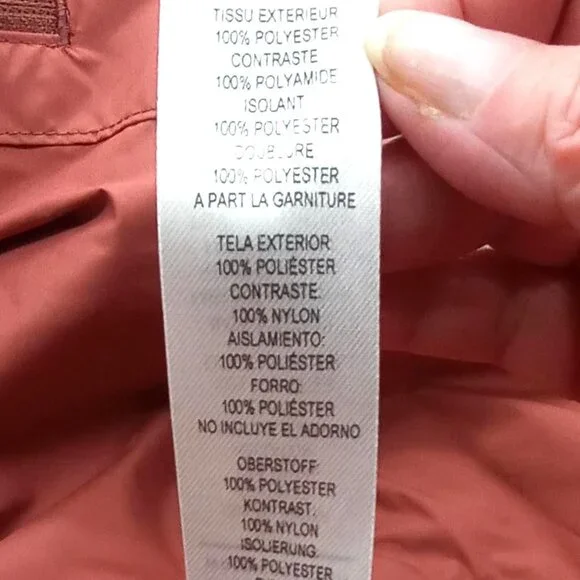 TISSU EXTERIEUR
100% POLYESTER
CONTRASTE
100% POLYAMIDE
ISOLANT
100% POLYESTER
DOUBLURE
100% POLYESTER
A PART LA GARNITURE
TELA EXTERIOR
100% POLIÉSTER
CONTRASTE:
100% NYLON
AISLAMIENTO:
100% POLIÉSTER
FORRO:
100% POLIÉSTER
NO INCLUYE EL ADORNO
OBERSTOFF:
100% POLYESTER
KONTRAST:
100% NYLON
ISOLIERUNG:
100% POLYESTER